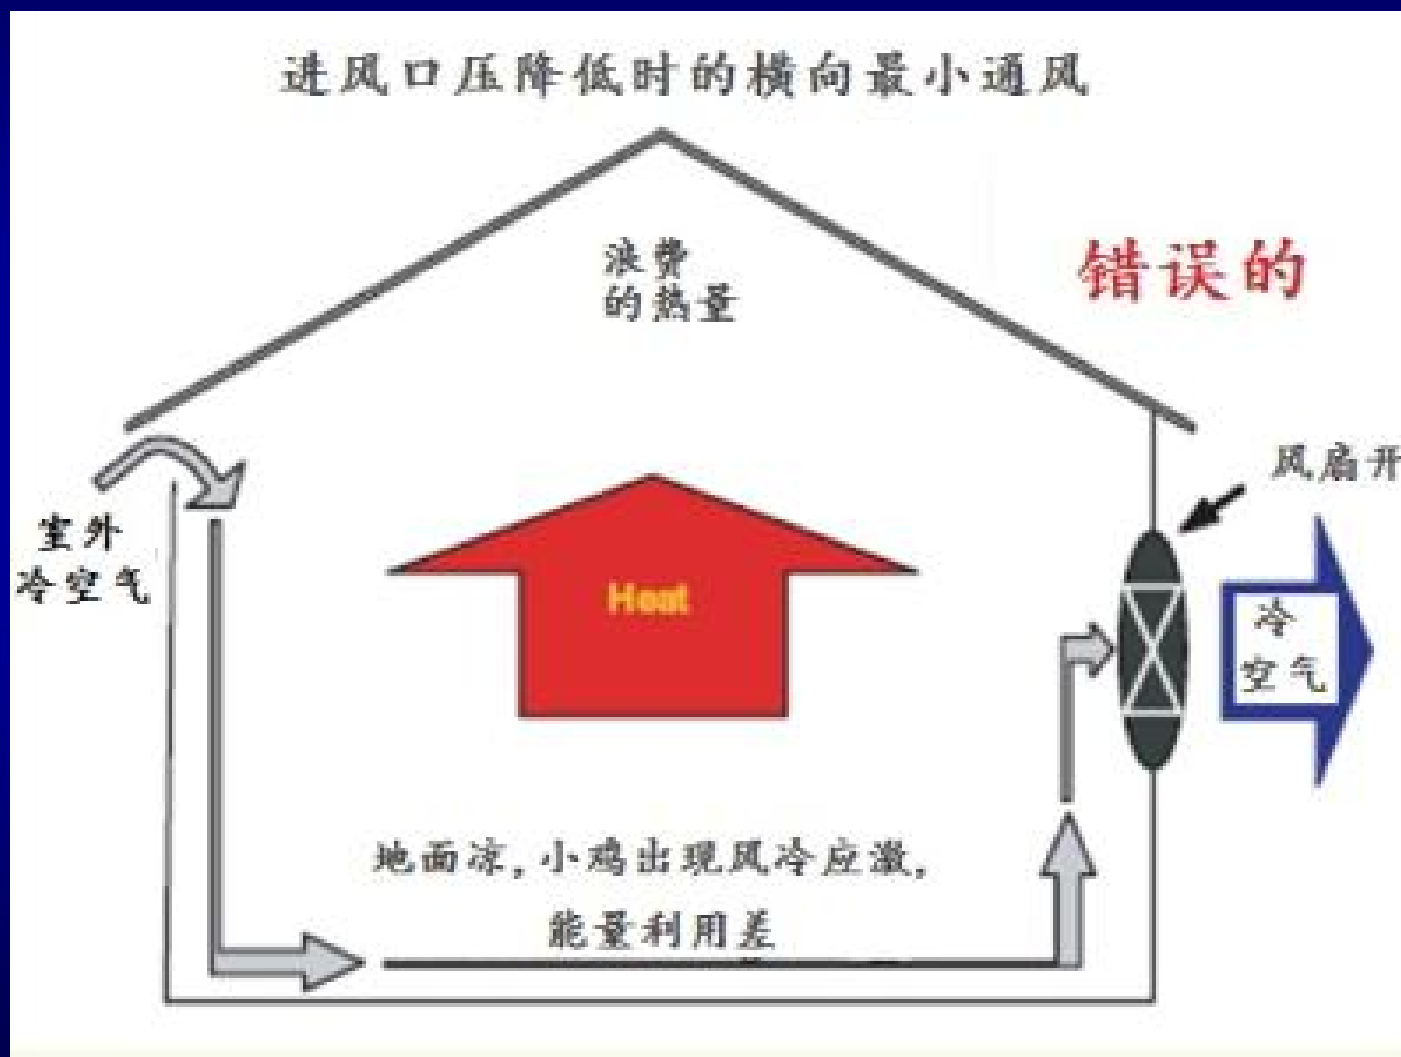 进风口压降低时的横向最小通风
浪费
的热量
错误的
风扇开
室外
冷空气
Heat
冷
空气
地面凉,小鸡出现风冷应激,
能量利用差